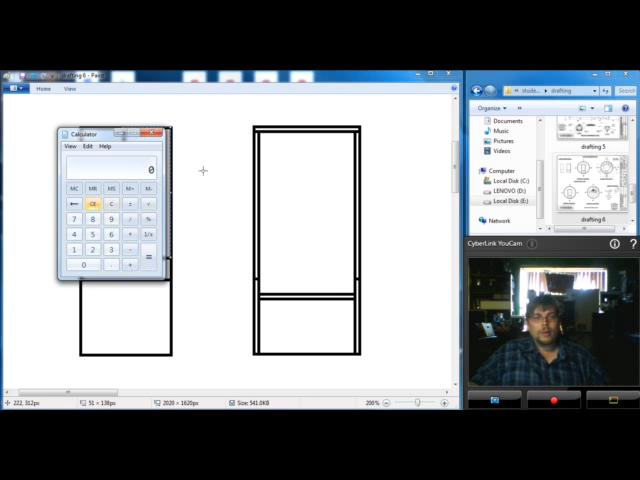 drafting 6 - Paint
Home View
Calculator
View Edit Help
0
MC MR MS M+ M-
← CE C ± √
7 8 9 / %
4 5 6 * 1/x
1 2 3 - =
0 . +
222, 312px
51 × 138px
2020 × 1620px
Size: 541.0KB
200%
drafting
Search
Organize
Documents
Music
Pictures
Videos
Computer
Local Disk (C:)
LENOVO (D:)
Local Disk (E:)
Network
drafting 5
drafting 6
CyberLink YouCam